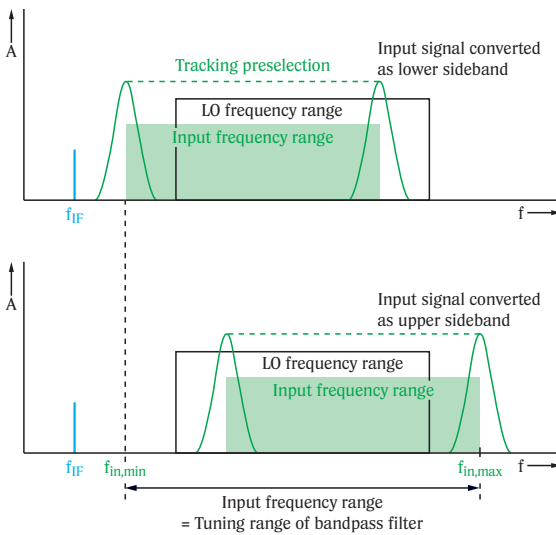 A
Tracking preselection
Input signal converted
as lower sideband
LO frequency range
Input frequency range
f_IF
f
A
Input signal converted
as upper sideband
LO frequency range
Input frequency range
f_IF
f_in,min
f_in,max
f
Input frequency range
= Tuning range of bandpass filter